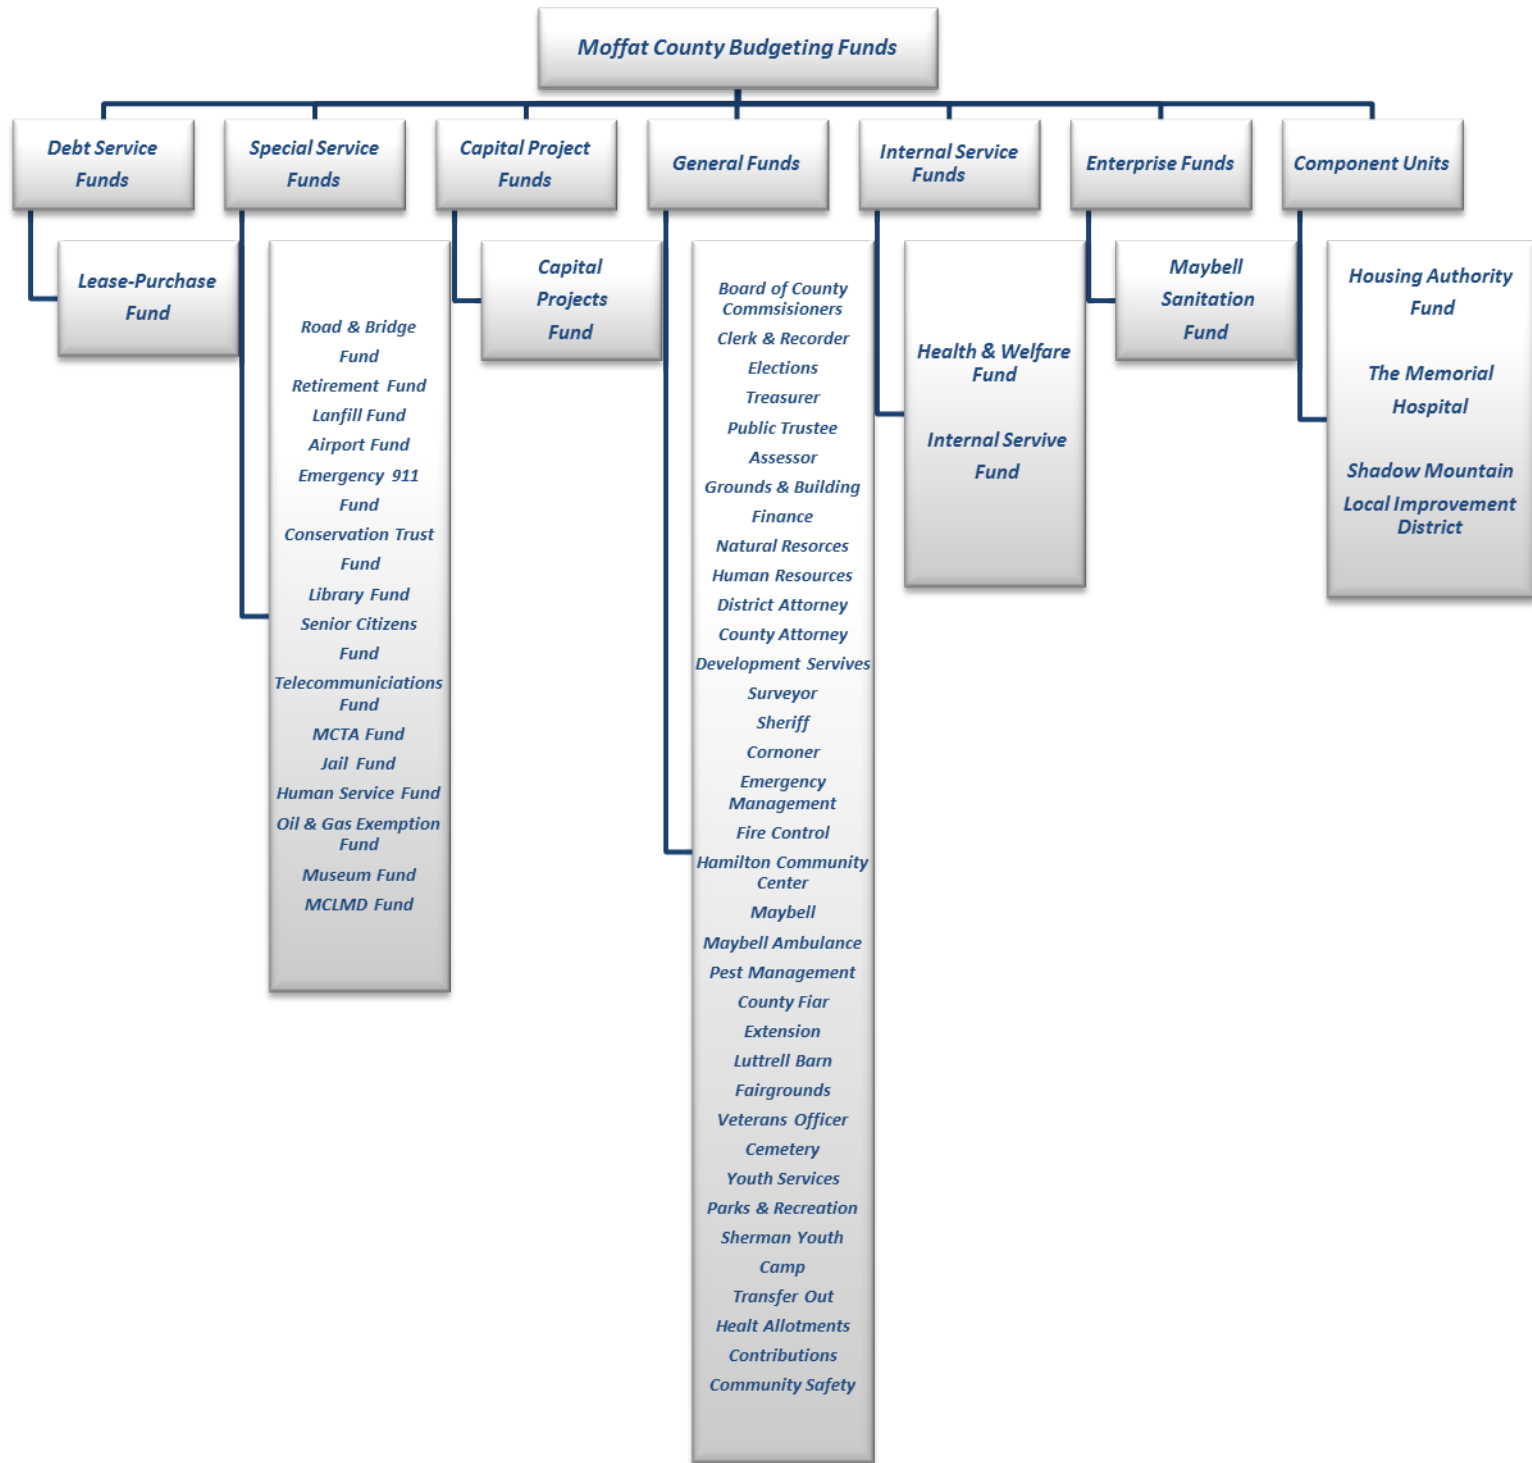 Moffat County Budgeting Funds
Debt Service
Funds
Special Service
Funds
Capital Project
Funds
General Funds
Internal Service
Funds
Enterprise Funds
Component Units
Lease-Purchase
Fund
Road & Bridge
Fund
Retirement Fund
Lanfill Fund
Airport Fund
Emergency 911
Fund
Conservation Trust
Fund
Library Fund
Senior Citizens
Fund
Telecommuniciations
Fund
MCTA Fund
Jail Fund
Human Service Fund
Oil & Gas Exemption
Fund
Museum Fund
MCLMD Fund
Capital
Projects
Fund
Board of County
Commsisioners
Clerk & Recorder
Elections
Treasurer
Public Trustee
Assessor
Grounds & Building
Finance
Natural Resorces
Human Resources
District Attorney
County Attorney
Development Servives
Surveyor
Sheriff
Cornoner
Emergency
Management
Fire Control
Hamilton Community
Center
Maybell
Maybell Ambulance
Pest Management
County Fiar
Extension
Luttrell Barn
Fairgrounds
Veterans Officer
Cemetery
Youth Services
Parks & Recreation
Sherman Youth
Camp
Transfer Out
Healt Allotments
Contributions
Community Safety
Health & Welfare
Fund
Internal Servive
Fund
Maybell
Sanitation
Fund
Housing Authority
Fund
The Memorial
Hospital
Shadow Mountain
Local Improvement
District